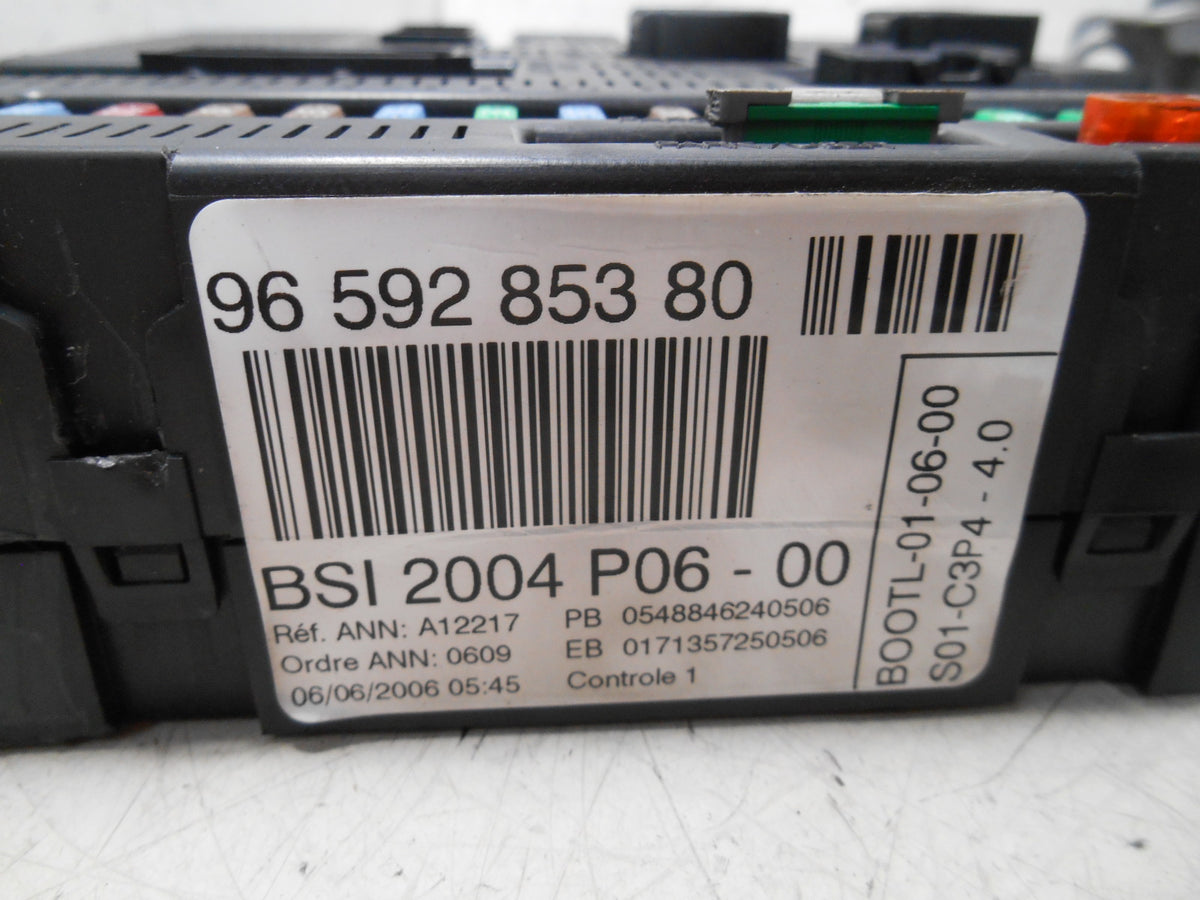 96 592 853 80
BSI 2004 P06 - 00
Réf. ANN: A12217 PB 0548846240506
Ordre ANN: 0609 EB 0171357250506
06/06/2006 05:45 Controle 1
BOOTL-01-06-00
S01-C3P4 - 4.0